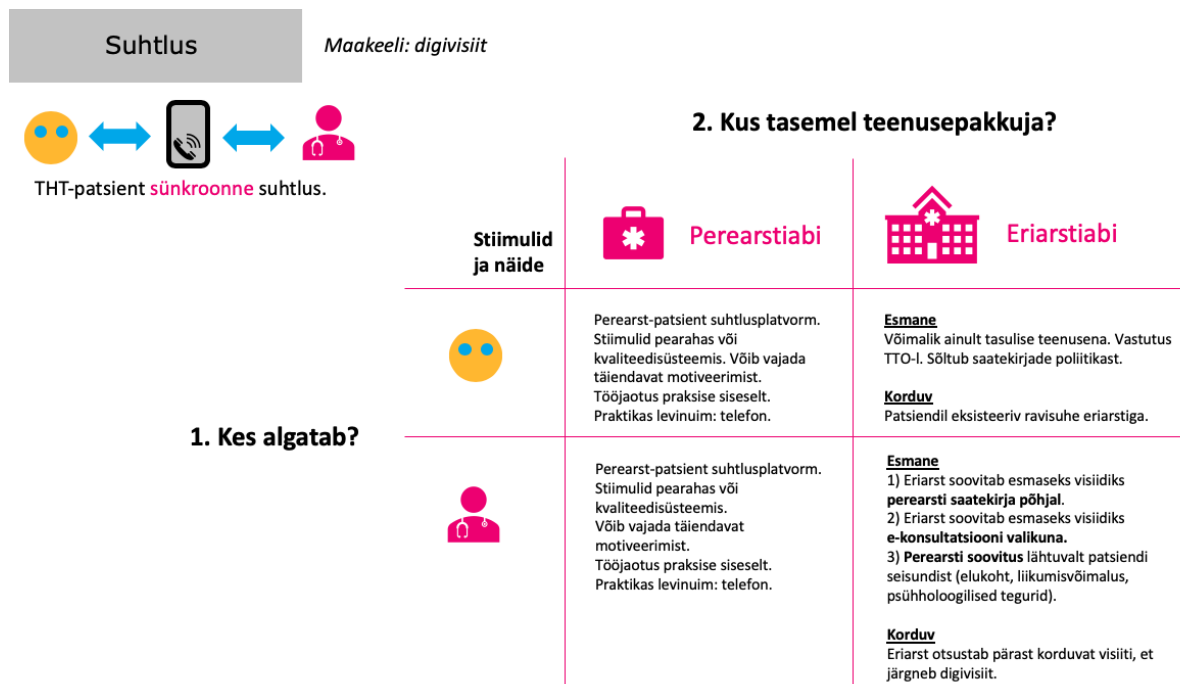 Suhtlus
Maakeeli: digivisiit
THT-patsient sünkroonne suhtlus.
2. Kus tasemel teenusepakkuja?
Stiimulid
ja näide
Perearstiabi
Eriarstiabi
1. Kes algatab?
Perearst-patsient suhtlusplatvorm.
Stiimulid pearahas või
kvaliteedisüsteemis. Võib vajada
täiendavat motiveerimist.
Tööjaotus praksise siseselt.
Praktikas levinuim: telefon.
Esmane
Võimalik ainult tasulise teenusena. Vastutus
TTO-l. Sõltub saatekirjade poliitikast.
Korduv
Patsiendil eksisteeriv ravisuhe eriarstiga.
Perearst-patsient suhtlusplatvorm.
Stiimulid pearahas või
kvaliteedisüsteemis.
Võib vajada täiendavat
motiveerimist.
Tööjaotus praksise siseselt.
Praktikas levinuim: telefon.
Esmane
1) Eriarst soovitab esmaseks visiidiks
perearsti saatekirja põhjal.
2) Eriarst soovitab esmaseks visiidiks
e-konsultatsiooni valikuna.
3) Perearsti soovitus lähtuvalt patsiendi
seisundist (elukoht, liikumisvõimalus,
psühholoogilised tegurid).
Korduv
Eriarst otsustab pärast korduvat visiiti, et
järgneb digivisiit.